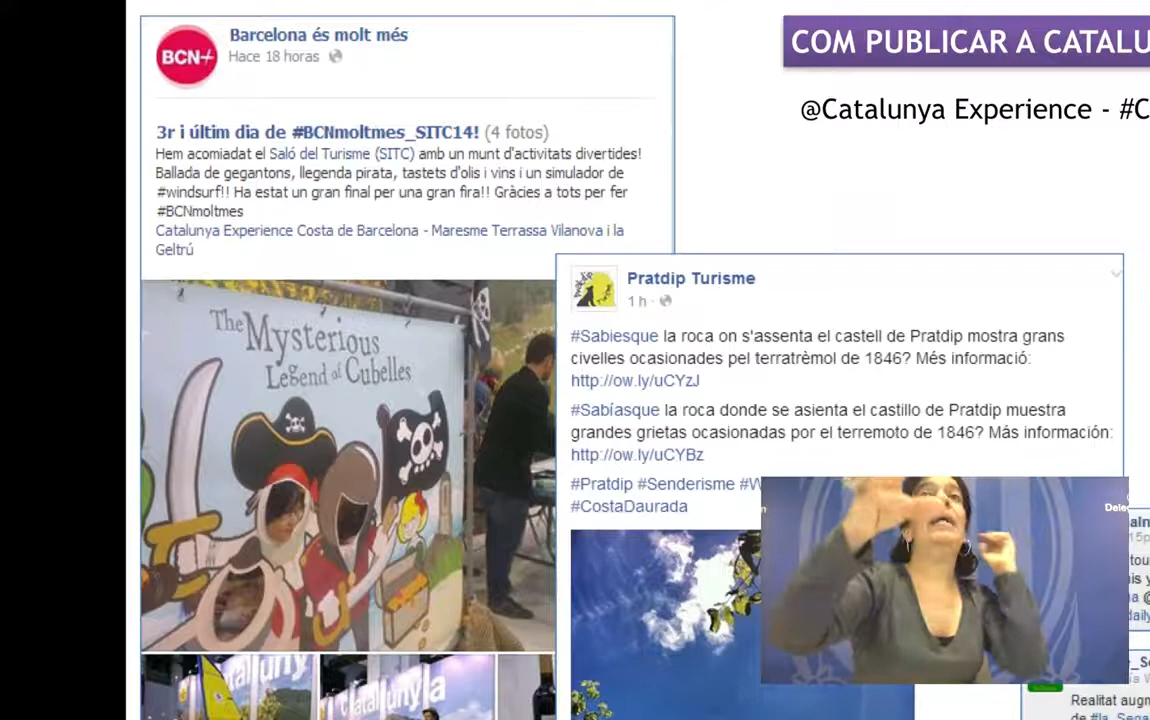 COM PUBLICAR A
@Catalunya Experience -
BCN+
Barcelona és molt més
Hace 18 horas
3r i últim dia de #BCNmoltmes_SITC14! (4 fotos)
Hem acomiadat el Saló del Turisme (SITC) amb un munt d'activitats divertides!
Ballada de gegantons, llegenda pirata, tastets d'olis i vins i un simulador de
#windsurf!! Ha estat un gran final per una gran fira!! Gràcies a tots per fer
#BCNmoltmes
Catalunya Experience Costa de Barcelona - Maresme Terrassa Vilanova i la
Geltrú
The
Mysterious
Legend of Cubelles
Pratdip Turisme
1 h ·
#Sabiesque la roca on s'assenta el castell de Pratdip mostra grans
civelles ocasionades pel terratrèmol de 1846? Més informació:
http://ow.ly/uCYzJ
#Sabíasque la roca donde se asienta el castillo de Pratdip muestra
grandes grietas ocasionadas por el terremoto de 1846? Más información:
http://ow.ly/uCYBz
#Pratdip #Senderisme
#CostaDaurada
Realitat
de